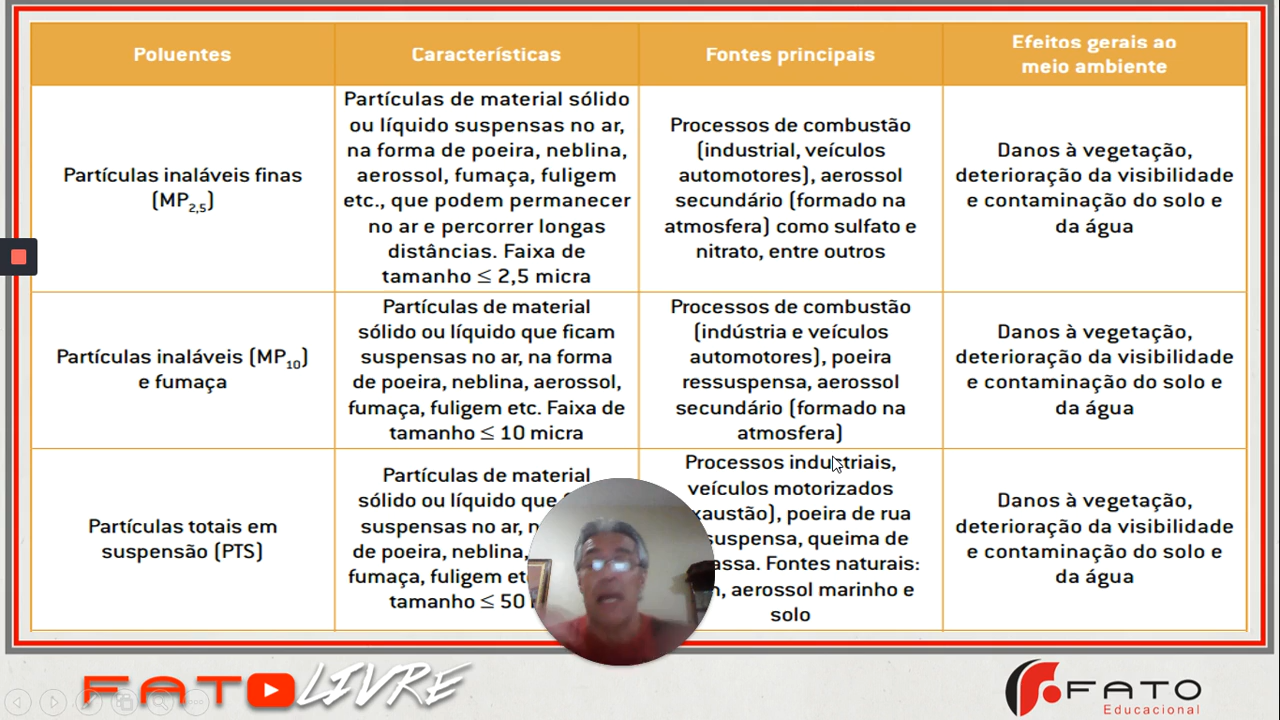 Poluentes
Características
Fontes principais
Efeitos gerais ao
meio ambiente
Partículas inaláveis finas
(MP2,5)
Partículas de material sólido
ou líquido suspensas no ar,
na forma de poeira, neblina,
aerossol, fumaça, fuligem
etc., que podem permanecer
no ar e percorrer longas
distâncias. Faixa de
tamanho ≤ 2,5 micra
Processos de combustão
(industrial, veículos
automotores), aerossol
secundário (formado na
atmosfera) como sulfato e
nitrato, entre outros
Danos à vegetação,
deterioração da visibilidade
e contaminação do solo e
da água
Partículas inaláveis (MP10)
e fumaça
Partículas de material
sólido ou líquido que ficam
suspensas no ar, na forma
de poeira, neblina, aerossol,
fumaça, fuligem etc. Faixa de
tamanho ≤ 10 micra
Processos de combustão
(indústria e veículos
automotores), poeira
ressuspensa, aerossol
secundário (formado na
atmosfera)
Danos à vegetação,
deterioração da visibilidade
e contaminação do solo e
da água
Partículas totais em
suspensão (PTS)
Partículas de material
sólido ou líquido que
suspensas no ar,
de poeira, neblina,
fumaça, fuligem
tamanho ≤ 50
Processos industriais,
veículos motorizados
poeira de rua
queima de
Fontes naturais:
aerossol marinho e
solo
Danos à vegetação,
deterioração da visibilidade
e contaminação do solo e
da água
FATO LIVRE
FATO
Educacional